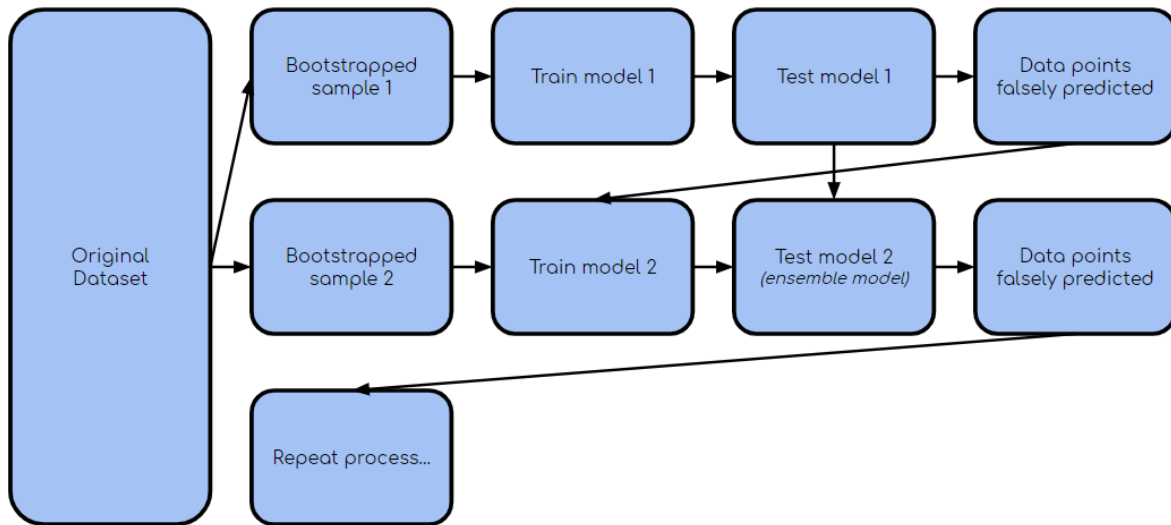 Original
Dataset
Bootstrapped
sample 1
Train model 1
Test model 1
Data points
falsely predicted
Bootstrapped
sample 2
Train model 2
Test model 2
(ensemble model)
Data points
falsely predicted
Repeat process...